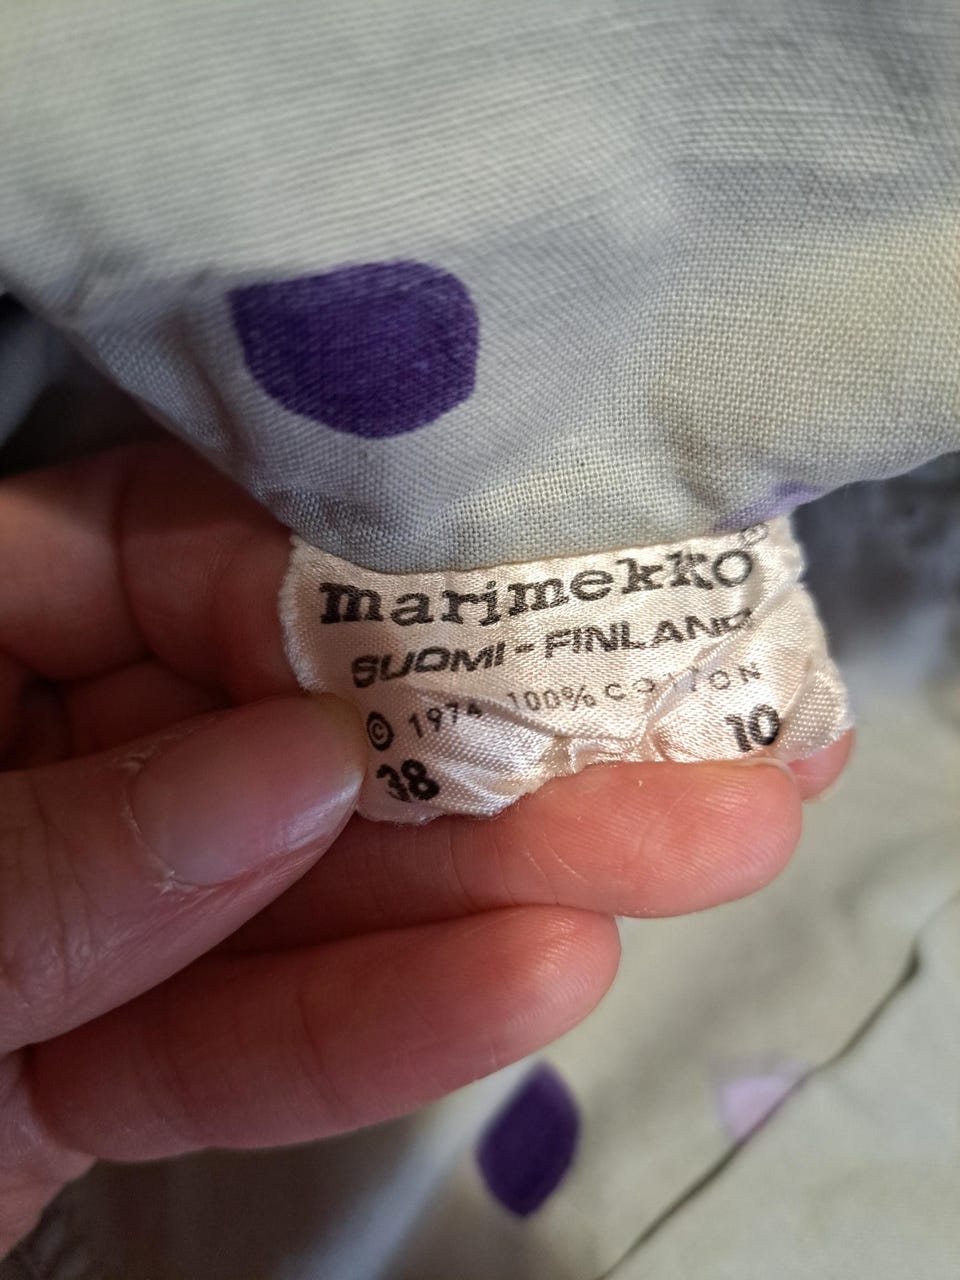 marimekko®
SUOMI - FINLAND
© 1974 100% COTTON
38 10